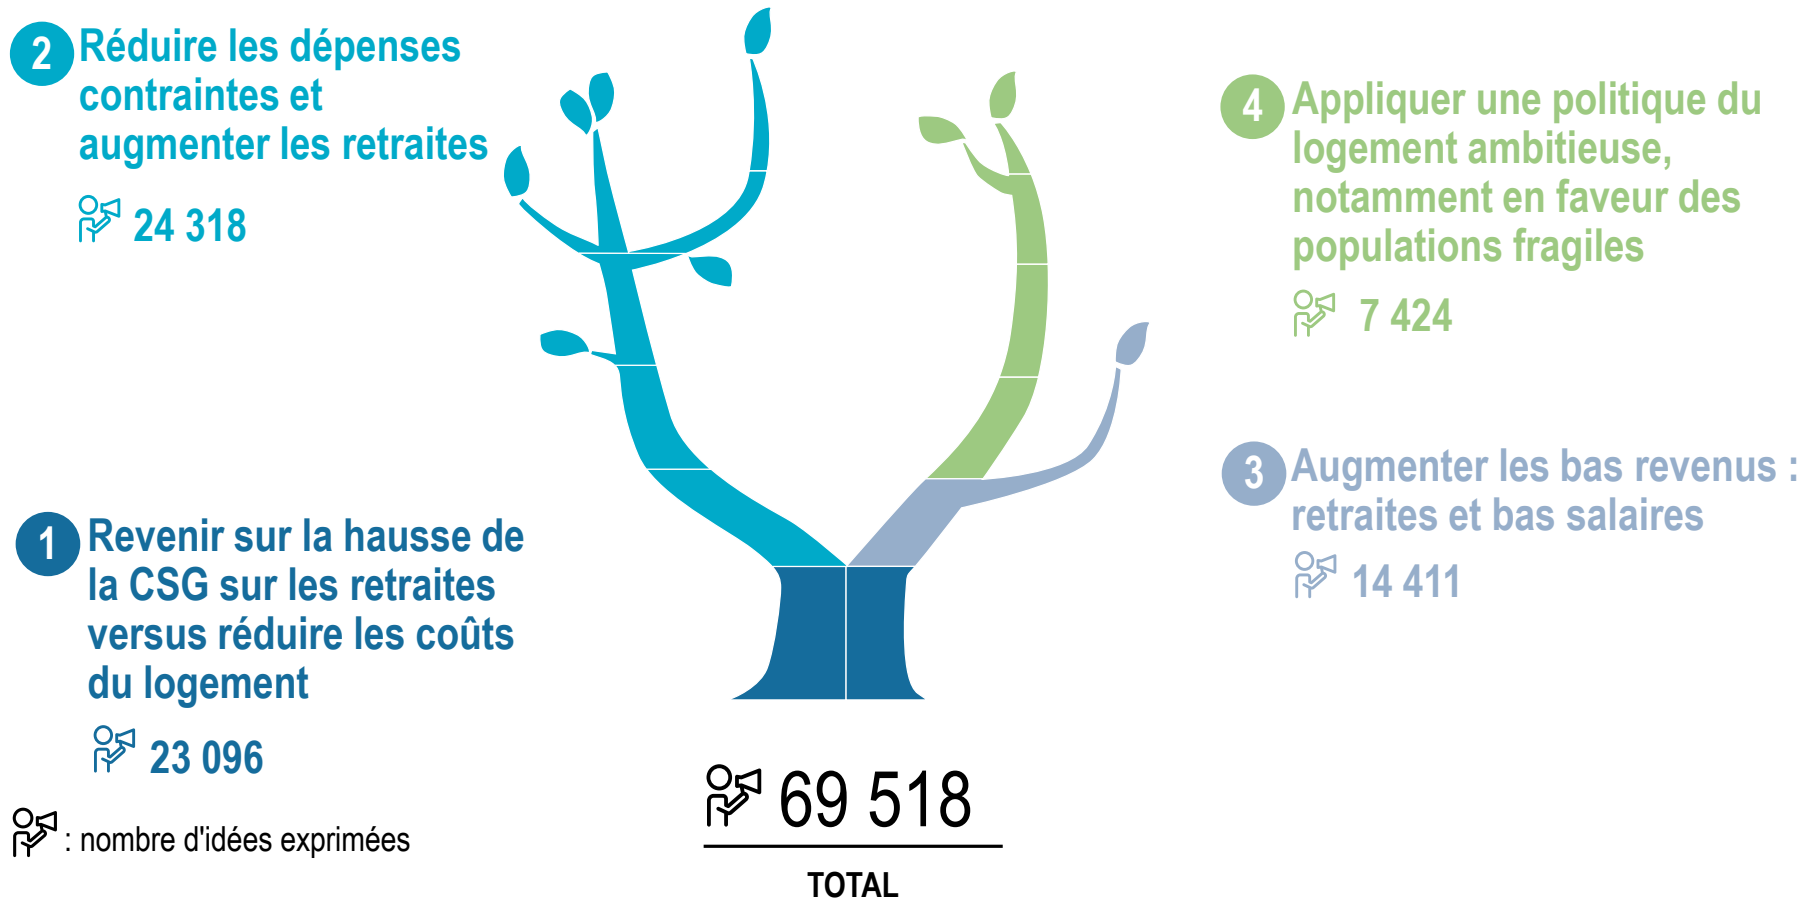 2
Réduire les dépenses
contraintes et
augmenter les retraites
24 318
4
Appliquer une politique du
logement ambitieuse,
notamment en faveur des
populations fragiles
7 424
3
Augmenter les bas revenus :
retraites et bas salaires
14 411
1
Revenir sur la hausse de
la CSG sur les retraites
versus réduire les coûts
du logement
23 096
: nombre d'idées exprimées
69 518
TOTAL